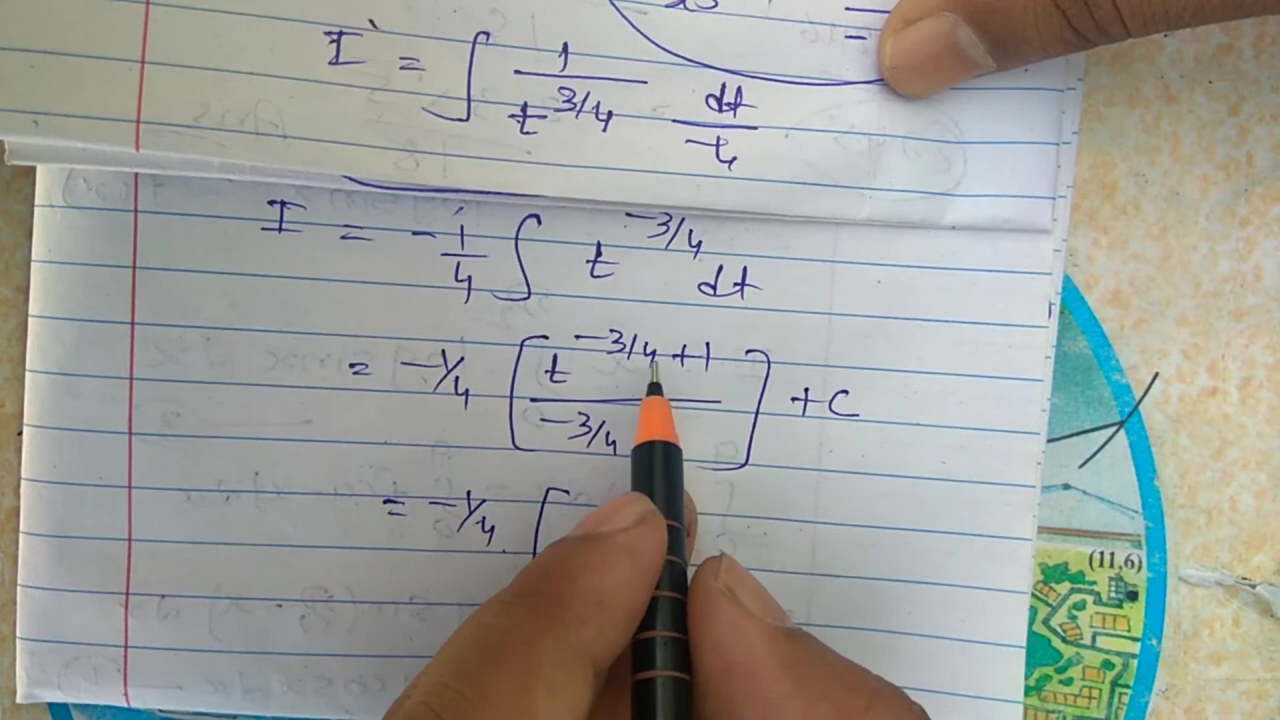 I = ∫ 1/t^{3/4} dt/-4
I = -1/4 ∫ t^{-3/4} dt
= -1/4 [t^{-3/4+1}/-3/4] + C
= -1/4 [
(11,6)